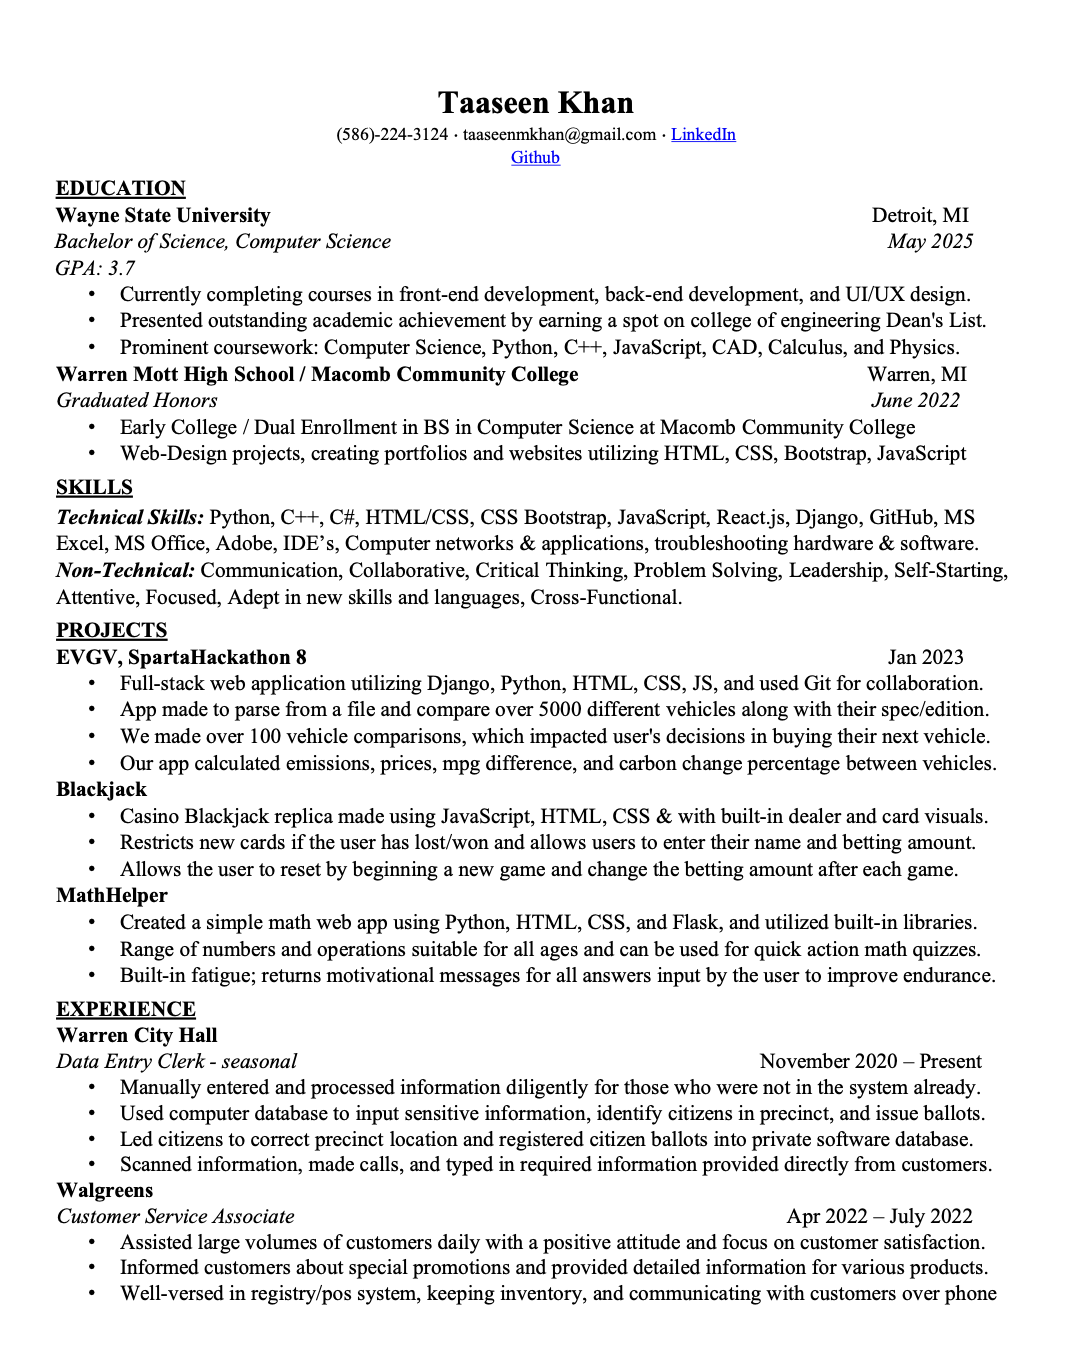 Taaseen Khan
(586)-224-3124 · taaseenmkhan@gmail.com · LinkedIn
Github
EDUCATION
Wayne State University Detroit, MI
Bachelor of Science, Computer Science May 2025
GPA: 3.7
• Currently completing courses in front-end development, back-end development, and UI/UX design.
• Presented outstanding academic achievement by earning a spot on college of engineering Dean's List.
• Prominent coursework: Computer Science, Python, C++, JavaScript, CAD, Calculus, and Physics.
Warren Mott High School / Macomb Community College Warren, MI
Graduated Honors June 2022
• Early College / Dual Enrollment in BS in Computer Science at Macomb Community College
• Web-Design projects, creating portfolios and websites utilizing HTML, CSS, Bootstrap, JavaScript
SKILLS
Technical Skills: Python, C++, C#, HTML/CSS, CSS Bootstrap, JavaScript, React.js, Django, GitHub, MS
Excel, MS Office, Adobe, IDE’s, Computer networks & applications, troubleshooting hardware & software.
Non-Technical: Communication, Collaborative, Critical Thinking, Problem Solving, Leadership, Self-Starting,
Attentive, Focused, Adept in new skills and languages, Cross-Functional.
PROJECTS
EVGV, SpartaHackathon 8 Jan 2023
• Full-stack web application utilizing Django, Python, HTML, CSS, JS, and used Git for collaboration.
• App made to parse from a file and compare over 5000 different vehicles along with their spec/edition.
• We made over 100 vehicle comparisons, which impacted user's decisions in buying their next vehicle.
• Our app calculated emissions, prices, mpg difference, and carbon change percentage between vehicles.
Blackjack
• Casino Blackjack replica made using JavaScript, HTML, CSS & with built-in dealer and card visuals.
• Restricts new cards if the user has lost/won and allows users to enter their name and betting amount.
• Allows the user to reset by beginning a new game and change the betting amount after each game.
MathHelper
• Created a simple math web app using Python, HTML, CSS, and Flask, and utilized built-in libraries.
• Range of numbers and operations suitable for all ages and can be used for quick action math quizzes.
• Built-in fatigue; returns motivational messages for all answers input by the user to improve endurance.
EXPERIENCE
Warren City Hall
Data Entry Clerk - seasonal November 2020 – Present
• Manually entered and processed information diligently for those who were not in the system already.
• Used computer database to input sensitive information, identify citizens in precinct, and issue ballots.
• Led citizens to correct precinct location and registered citizen ballots into private software database.
• Scanned information, made calls, and typed in required information provided directly from customers.
Walgreens
Customer Service Associate Apr 2022 – July 2022
• Assisted large volumes of customers daily with a positive attitude and focus on customer satisfaction.
• Informed customers about special promotions and provided detailed information for various products.
• Well-versed in registry/pos system, keeping inventory, and communicating with customers over phone